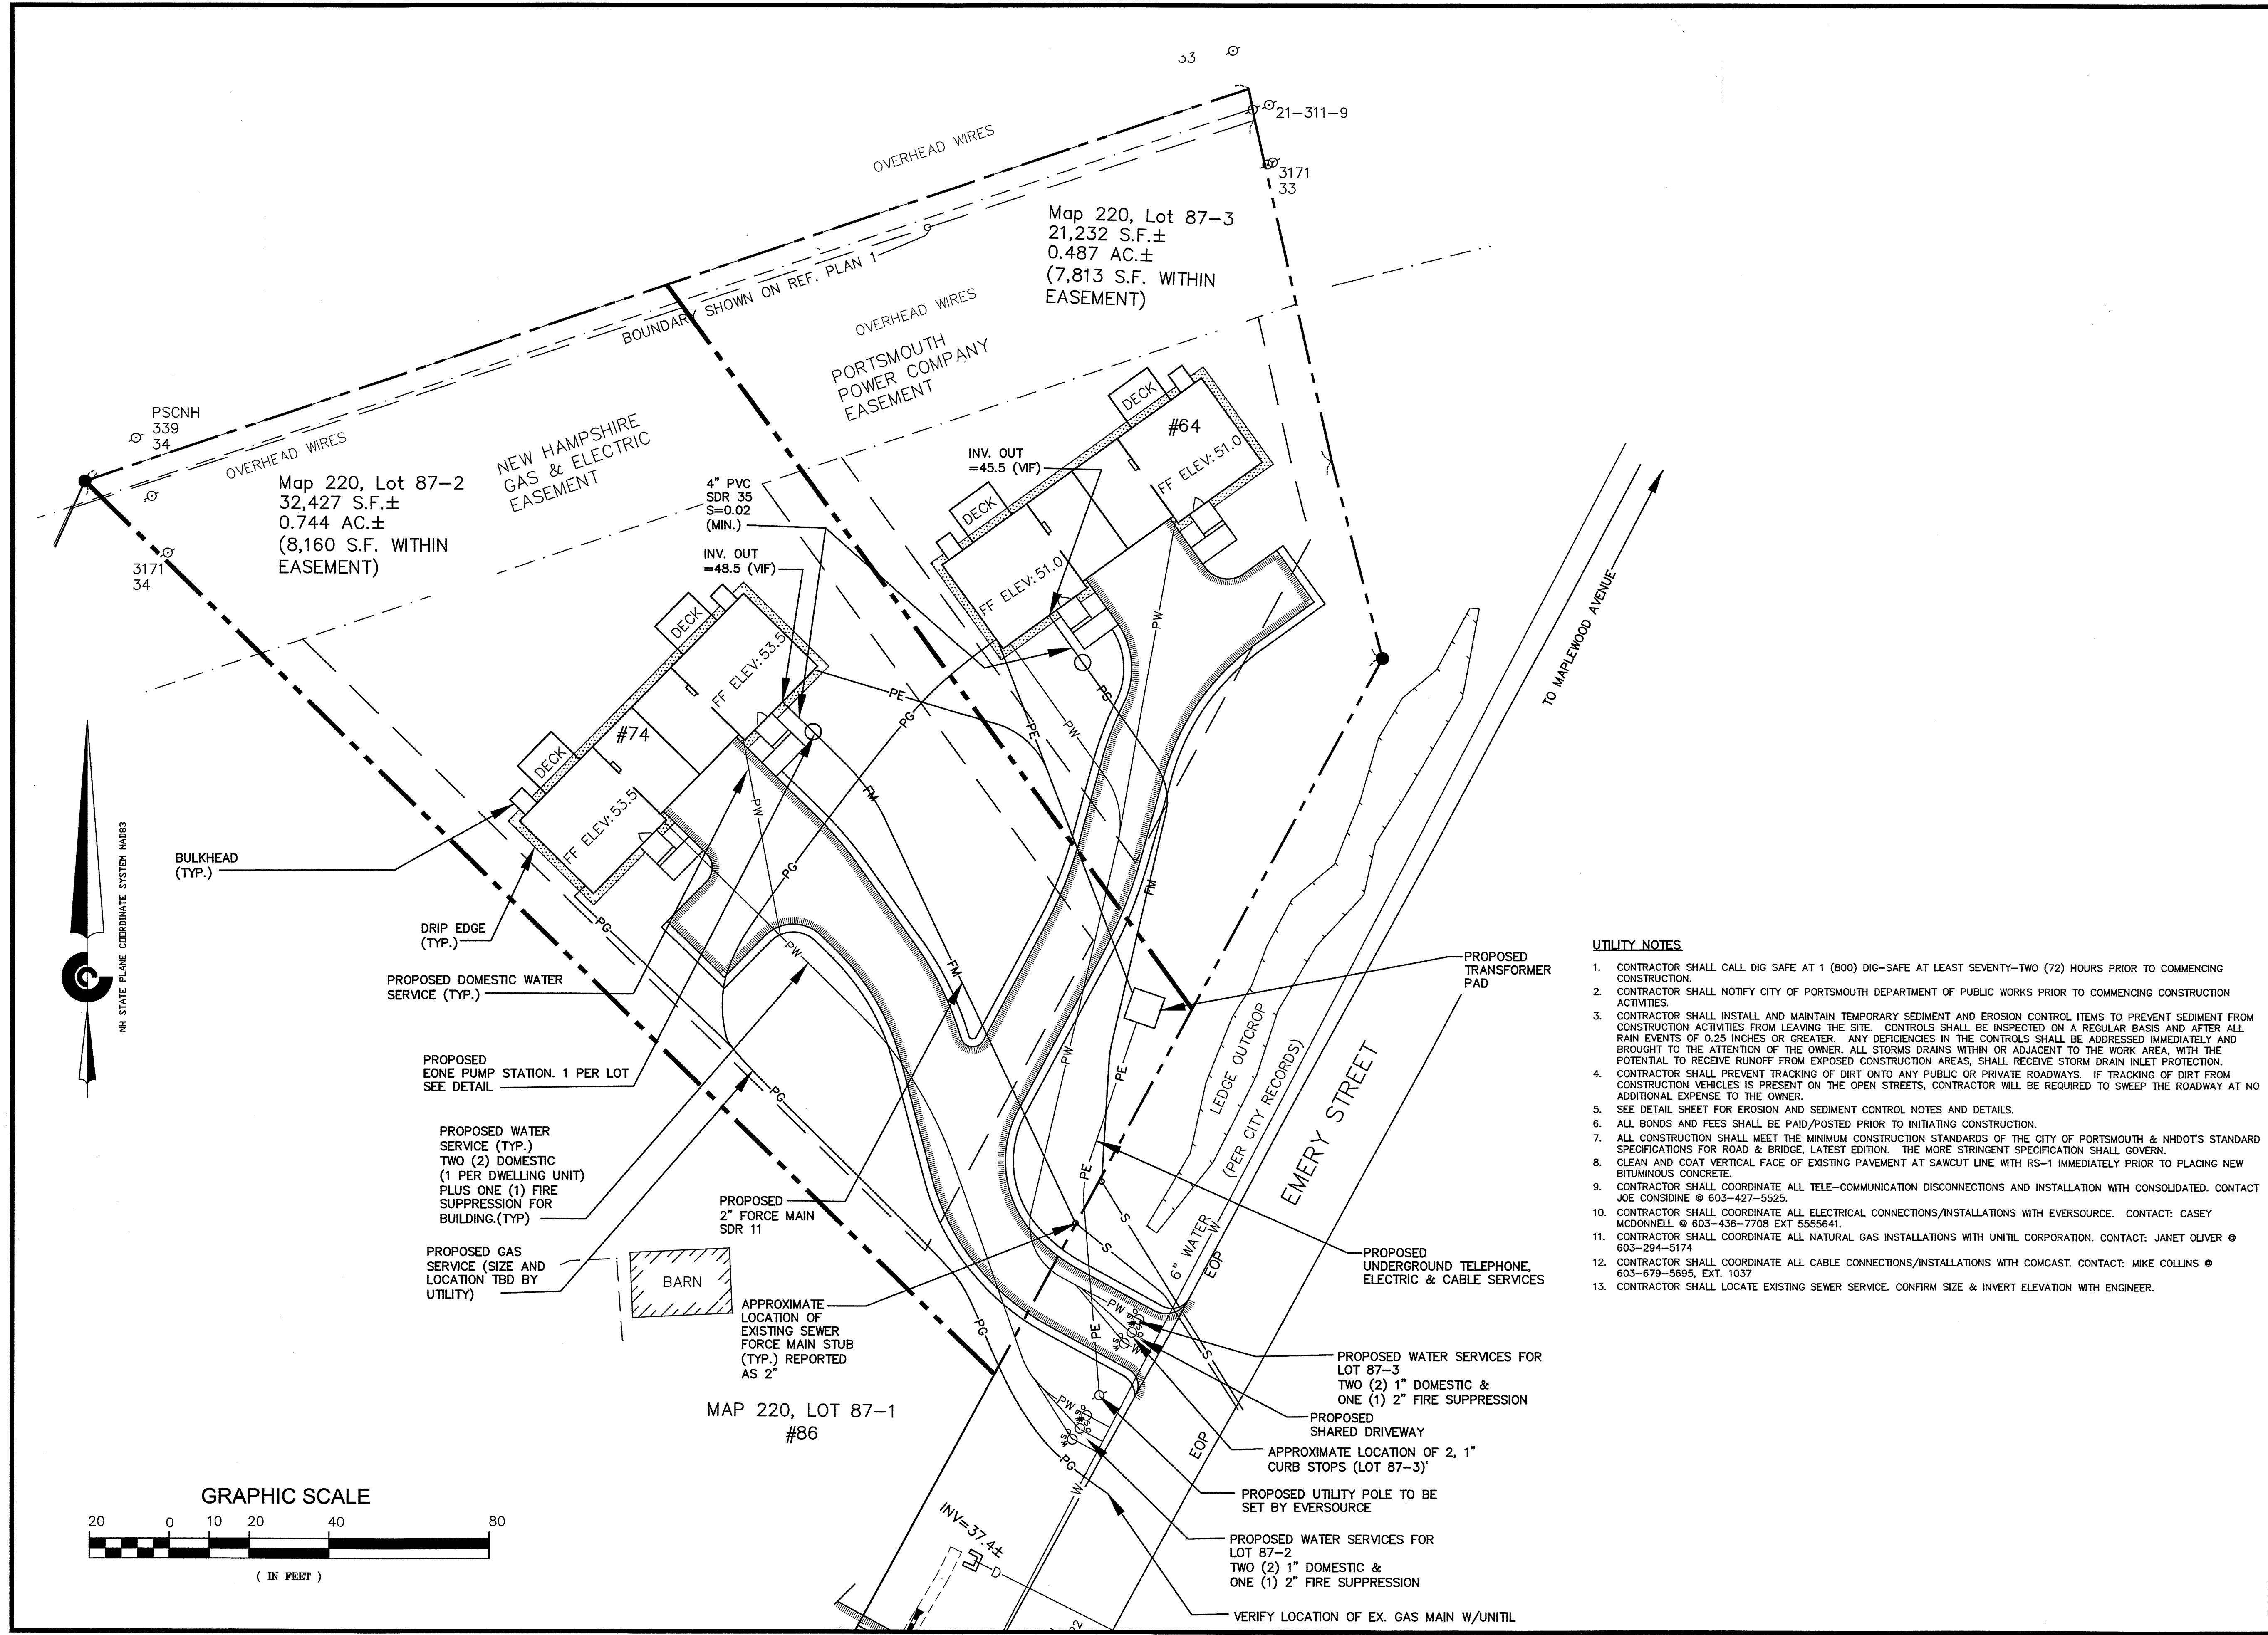 33
21-311-9
3171
33
OVERHEAD WIRES
Map 220, Lot 87-3
21,232 S.F.±
0.487 AC.±
(7,813 S.F. WITHIN
EASEMENT)
BOUNDARY SHOWN ON REF. PLAN 1
OVERHEAD WIRES
PORTSMOUTH
POWER COMPANY
EASEMENT
PSCNH
339
34
OVERHEAD WIRES
NEW HAMPSHIRE
GAS & ELECTRIC
EASEMENT
Map 220, Lot 87-2
32,427 S.F.±
0.744 AC.±
(8,160 S.F. WITHIN
EASEMENT)
3171
34
4" PVC
SDR 35
S=0.02
(MIN.)
INV. OUT
=48.5 (VIF)
INV. OUT
=45.5 (VIF)
DECK
#64
FF ELEV: 51.0
DECK
FF ELEV: 51.0
DECK
FF ELEV: 53.5
#74
DECK
FF ELEV: 53.5
PE
PG
PE
PW
PW
PS
FM
PW
PG
FM
PG
PW
FM
PW
PE
PG
PE
S
S
S
PW
W
PE
PG
PW
PG
W
W
TO MAPLEWOOD AVENUE
NH STATE PLANE COORDINATE SYSTEM NAD83
BULKHEAD
(TYP.)
DRIP EDGE
(TYP.)
PROPOSED DOMESTIC WATER
SERVICE (TYP.)
PROPOSED
EONE PUMP STATION. 1 PER LOT
SEE DETAIL
PROPOSED WATER
SERVICE (TYP.)
TWO (2) DOMESTIC
(1 PER DWELLING UNIT)
PLUS ONE (1) FIRE
SUPPRESSION FOR
BUILDING.(TYP)
PROPOSED GAS
SERVICE (SIZE AND
LOCATION TBD BY
UTILITY)
PROPOSED
2" FORCE MAIN
SDR 11
BARN
APPROXIMATE
LOCATION OF
EXISTING SEWER
FORCE MAIN STUB
(TYP.) REPORTED
AS 2"
MAP 220, LOT 87-1
#86
PROPOSED
TRANSFORMER
PAD
LEDGE OUTCROP
(PER CITY RECORDS)
6" WATER
EMERY STREET
EOP
EOP
PROPOSED
UNDERGROUND TELEPHONE,
ELECTRIC & CABLE SERVICES
PROPOSED WATER SERVICES FOR
LOT 87-3
TWO (2) 1" DOMESTIC &
ONE (1) 2" FIRE SUPPRESSION
PROPOSED
SHARED DRIVEWAY
APPROXIMATE LOCATION OF 2, 1"
CURB STOPS (LOT 87-3)'
PROPOSED UTILITY POLE TO BE
SET BY EVERSOURCE
PROPOSED WATER SERVICES FOR
LOT 87-2
TWO (2) 1" DOMESTIC &
ONE (1) 2" FIRE SUPPRESSION
VERIFY LOCATION OF EX. GAS MAIN W/UNITIL
INV=37.4±
D
GRAPHIC SCALE
20 0 10 20 40 80
( IN FEET )
UTILITY NOTES
1. CONTRACTOR SHALL CALL DIG SAFE AT 1 (800) DIG-SAFE AT LEAST SEVENTY-TWO (72) HOURS PRIOR TO COMMENCING
CONSTRUCTION.
2. CONTRACTOR SHALL NOTIFY CITY OF PORTSMOUTH DEPARTMENT OF PUBLIC WORKS PRIOR TO COMMENCING CONSTRUCTION
ACTIVITIES.
3. CONTRACTOR SHALL INSTALL AND MAINTAIN TEMPORARY SEDIMENT AND EROSION CONTROL ITEMS TO PREVENT SEDIMENT FROM
CONSTRUCTION ACTIVITIES FROM LEAVING THE SITE. CONTROLS SHALL BE INSPECTED ON A REGULAR BASIS AND AFTER ALL
RAIN EVENTS OF 0.25 INCHES OR GREATER. ANY DEFICIENCIES IN THE CONTROLS SHALL BE ADDRESSED IMMEDIATELY AND
BROUGHT TO THE ATTENTION OF THE OWNER. ALL STORMS DRAINS WITHIN OR ADJACENT TO THE WORK AREA, WITH THE
POTENTIAL TO RECEIVE RUNOFF FROM EXPOSED CONSTRUCTION AREAS, SHALL RECEIVE STORM DRAIN INLET PROTECTION.
4. CONTRACTOR SHALL PREVENT TRACKING OF DIRT ONTO ANY PUBLIC OR PRIVATE ROADWAYS. IF TRACKING OF DIRT FROM
CONSTRUCTION VEHICLES IS PRESENT ON THE OPEN STREETS, CONTRACTOR WILL BE REQUIRED TO SWEEP THE ROADWAY AT NO
ADDITIONAL EXPENSE TO THE OWNER.
5. SEE DETAIL SHEET FOR EROSION AND SEDIMENT CONTROL NOTES AND DETAILS.
6. ALL BONDS AND FEES SHALL BE PAID/POSTED PRIOR TO INITIATING CONSTRUCTION.
7. ALL CONSTRUCTION SHALL MEET THE MINIMUM CONSTRUCTION STANDARDS OF THE CITY OF PORTSMOUTH & NHDOT'S STANDARD
SPECIFICATIONS FOR ROAD & BRIDGE, LATEST EDITION. THE MORE STRINGENT SPECIFICATION SHALL GOVERN.
8. CLEAN AND COAT VERTICAL FACE OF EXISTING PAVEMENT AT SAWCUT LINE WITH RS-1 IMMEDIATELY PRIOR TO PLACING NEW
BITUMINOUS CONCRETE.
9. CONTRACTOR SHALL COORDINATE ALL TELE-COMMUNICATION DISCONNECTIONS AND INSTALLATION WITH CONSOLIDATED. CONTACT
JOE CONSIDINE @ 603-427-5525.
10. CONTRACTOR SHALL COORDINATE ALL ELECTRICAL CONNECTIONS/INSTALLATIONS WITH EVERSOURCE. CONTACT: CASEY
MCDONNELL @ 603-436-7708 EXT 5555641.
11. CONTRACTOR SHALL COORDINATE ALL NATURAL GAS INSTALLATIONS WITH UNITIL CORPORATION. CONTACT: JANET OLIVER @
603-294-5174
12. CONTRACTOR SHALL COORDINATE ALL CABLE CONNECTIONS/INSTALLATIONS WITH COMCAST. CONTACT: MIKE COLLINS @
603-679-5695, EXT. 1037
13. CONTRACTOR SHALL LOCATE EXISTING SEWER SERVICE. CONFIRM SIZE & INVERT ELEVATION WITH ENGINEER.